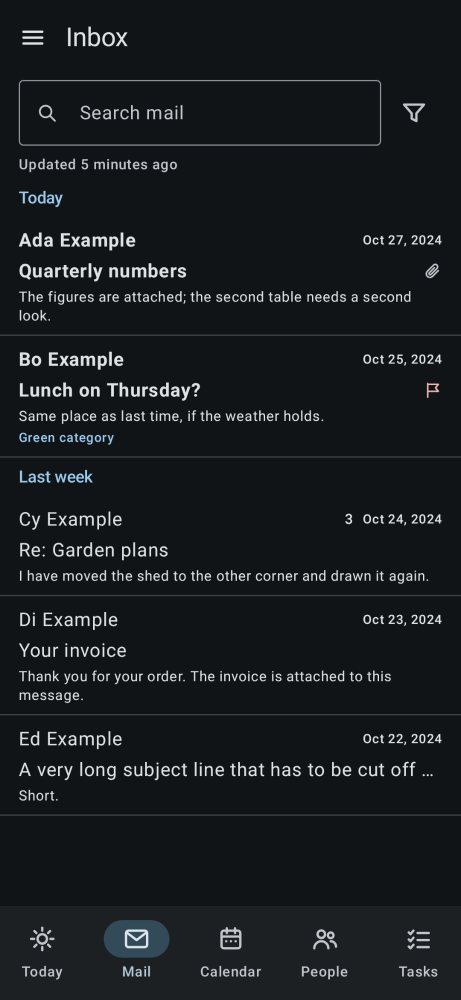 Inbox
Search mail
Updated 5 minutes ago
Today
Ada Example Oct 27, 2024
Quarterly numbers
The figures are attached; the second table needs a second
look.
Bo Example Oct 25, 2024
Lunch on Thursday?
Same place as last time, if the weather holds.
Green category
Last week
Cy Example 3 Oct 24, 2024
Re: Garden plans
I have moved the shed to the other corner and drawn it again.
Di Example Oct 23, 2024
Your invoice
Thank you for your order. The invoice is attached to this
message.
Ed Example Oct 22, 2024
A very long subject line that has to be cut off …
Short.
Today Mail Calendar People Tasks